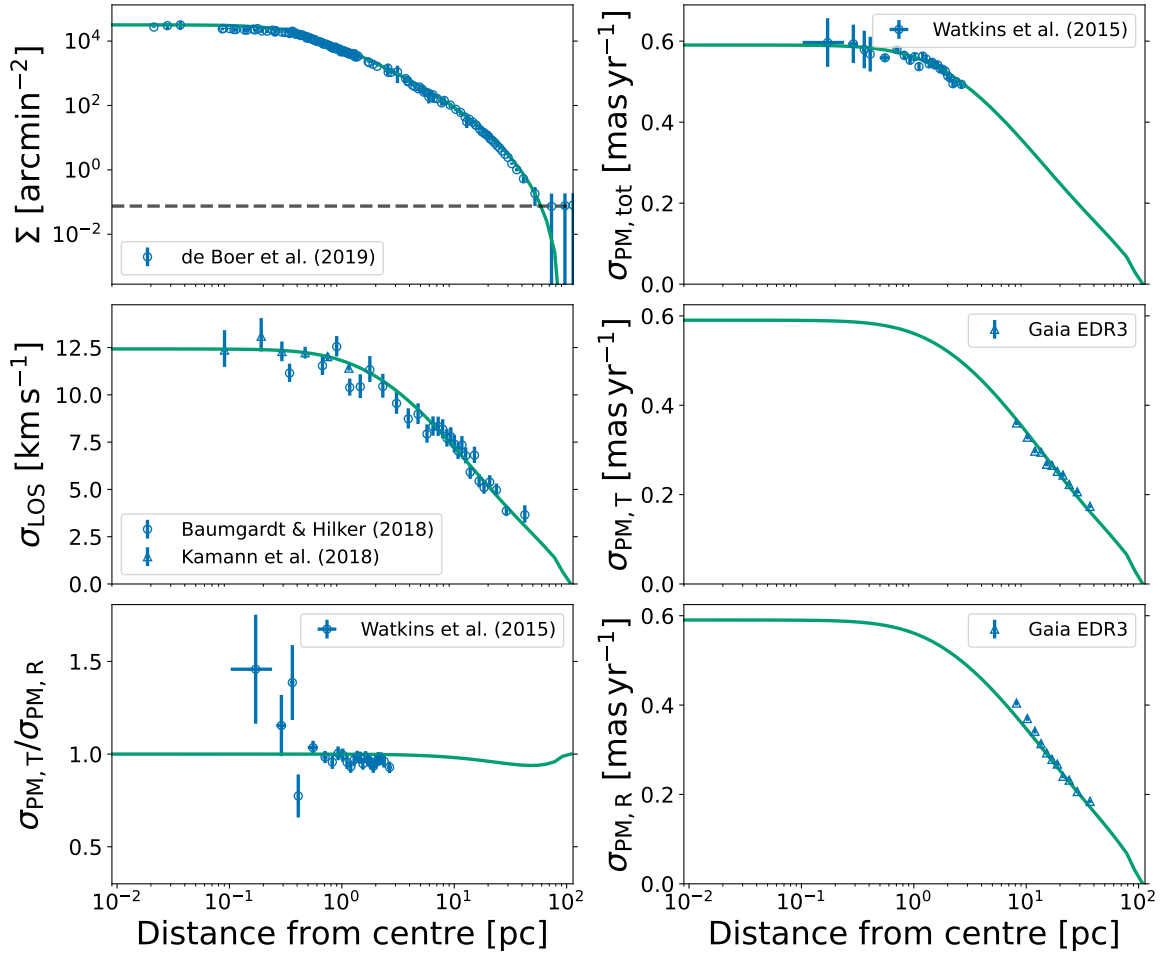 Σ [arcmin⁻²]
10⁴
10²
10⁰
10⁻²
de Boer et al. (2019)
σ_PM, tot [mas yr⁻¹]
0.6
0.4
0.2
0.0
Watkins et al. (2015)
σ_LOS [km s⁻¹]
12.5
10.0
7.5
5.0
2.5
0.0
Baumgardt & Hilker (2018)
Kamann et al. (2018)
σ_PM, T [mas yr⁻¹]
0.6
0.4
0.2
0.0
Gaia EDR3
σ_PM, T/σ_PM, R
1.5
1.0
0.5
Watkins et al. (2015)
10⁻² 10⁻¹ 10⁰ 10¹ 10²
Distance from centre [pc]
σ_PM, R [mas yr⁻¹]
0.6
0.4
0.2
0.0
Gaia EDR3
10⁻² 10⁻¹ 10⁰ 10¹ 10²
Distance from centre [pc]